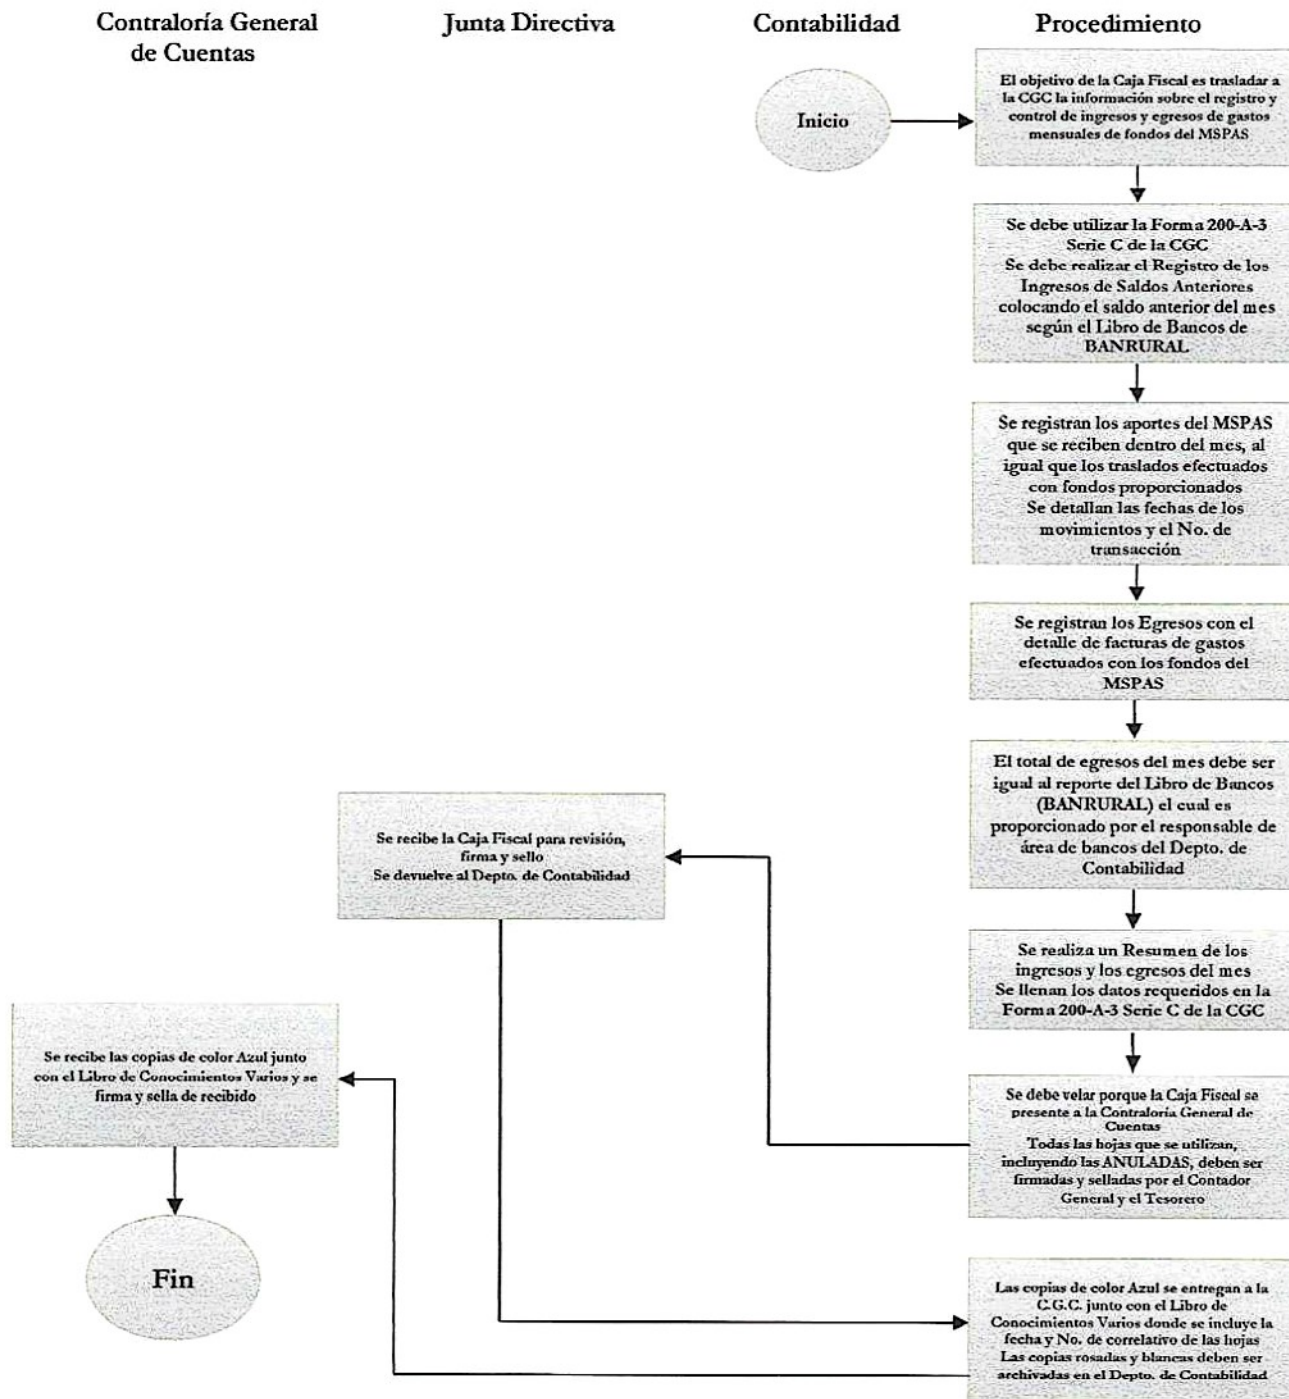 Contraloría General
de Cuentas
Junta Directiva
Contabilidad
Procedimiento
Inicio
El objetivo de la Caja Fiscal es trasladar a
la CGC la información sobre el registro y
control de ingresos y egresos de gastos
mensuales de fondos del MSPAS
Se debe utilizar la Forma 200-A-3
Serie C de la CGC
Se debe realizar el Registro de los
Ingresos de Saldos Anteriores
colocando el saldo anterior del mes
según el Libro de Bancos de
BANRURAL
Se registran los aportes del MSPAS
que se reciben dentro del mes, al
igual que los traslados efectuados
con fondos proporcionados
Se detallan las fechas de los
movimientos y el No. de
transacción
Se registran los Egresos con el
detalle de facturas de gastos
efectuados con los fondos del
MSPAS
El total de egresos del mes debe ser
igual al reporte del Libro de Bancos
(BANRURAL) el cual es
proporcionado por el responsable de
área de bancos del Depto. de
Contabilidad
Se realiza un Resumen de los
ingresos y los egresos del mes
Se llenan los datos requeridos en la
Forma 200-A-3 Serie C de la CGC
Se debe velar porque la Caja Fiscal se
presente a la Contraloría General de
Cuentas
Todas las hojas que se utilizan,
incluyendo las ANULADAS, deben ser
firmadas y selladas por el Contador
General y el Tesorero
Se recibe la Caja Fiscal para revisión,
firma y sello
Se devuelve al Depto. de Contabilidad
Las copias de color Azul se entregan a la
C.G.C. junto con el Libro de
Conocimientos Varios donde se incluye la
fecha y No. de correlativo de las hojas
Las copias rosadas y blancas deben ser
archivadas en el Depto. de Contabilidad
Se recibe las copias de color Azul junto
con el Libro de Conocimientos Varios y se
firma y sella de recibido
Fin